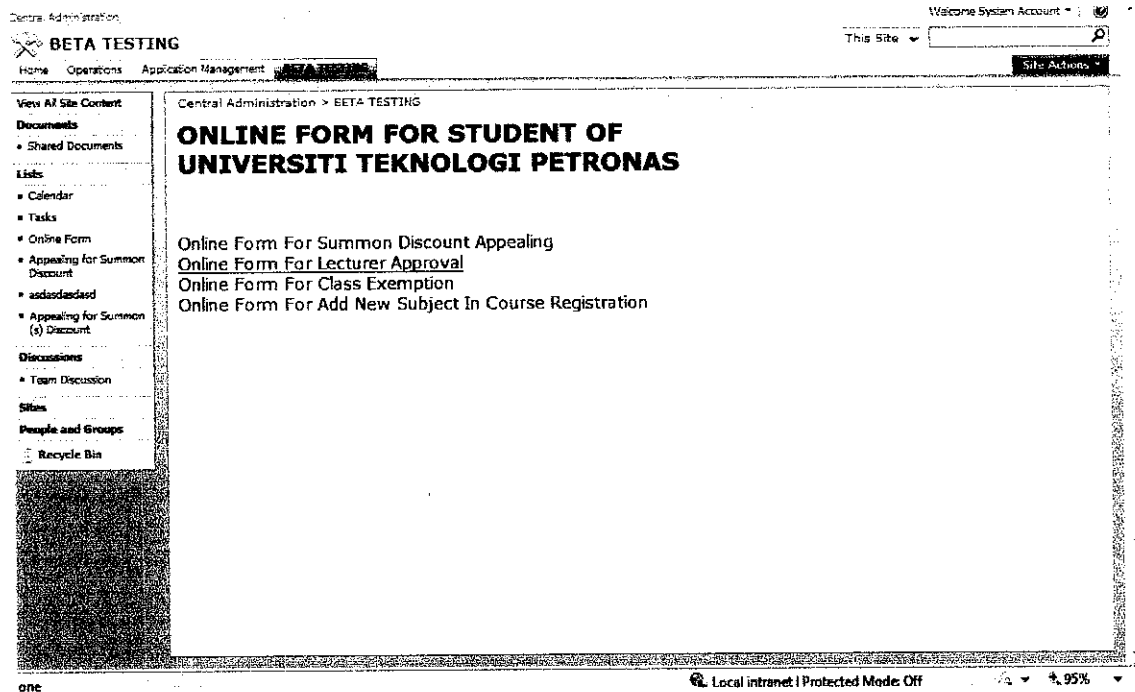 Central Administration
Welcome System Account
BETA TESTING
This Site
Home Operations Application Management BETA TESTING
Site Actions
View All Site Content
Documents
Shared Documents
Lists
Calendar
Tasks
Online Form
Appealing for Summon
Discount
asdasdasdasd
Appealing for Summon
(s) Discount
Discussions
Team Discussion
Sites
People and Groups
Recycle Bin
Central Administration > BETA TESTING
ONLINE FORM FOR STUDENT OF
UNIVERSITI TEKNOLOGI PETRONAS
Online Form For Summon Discount Appealing
Online Form For Lecturer Approval
Online Form For Class Exemption
Online Form For Add New Subject In Course Registration
one
Local intranet | Protected Mode: Off
95%